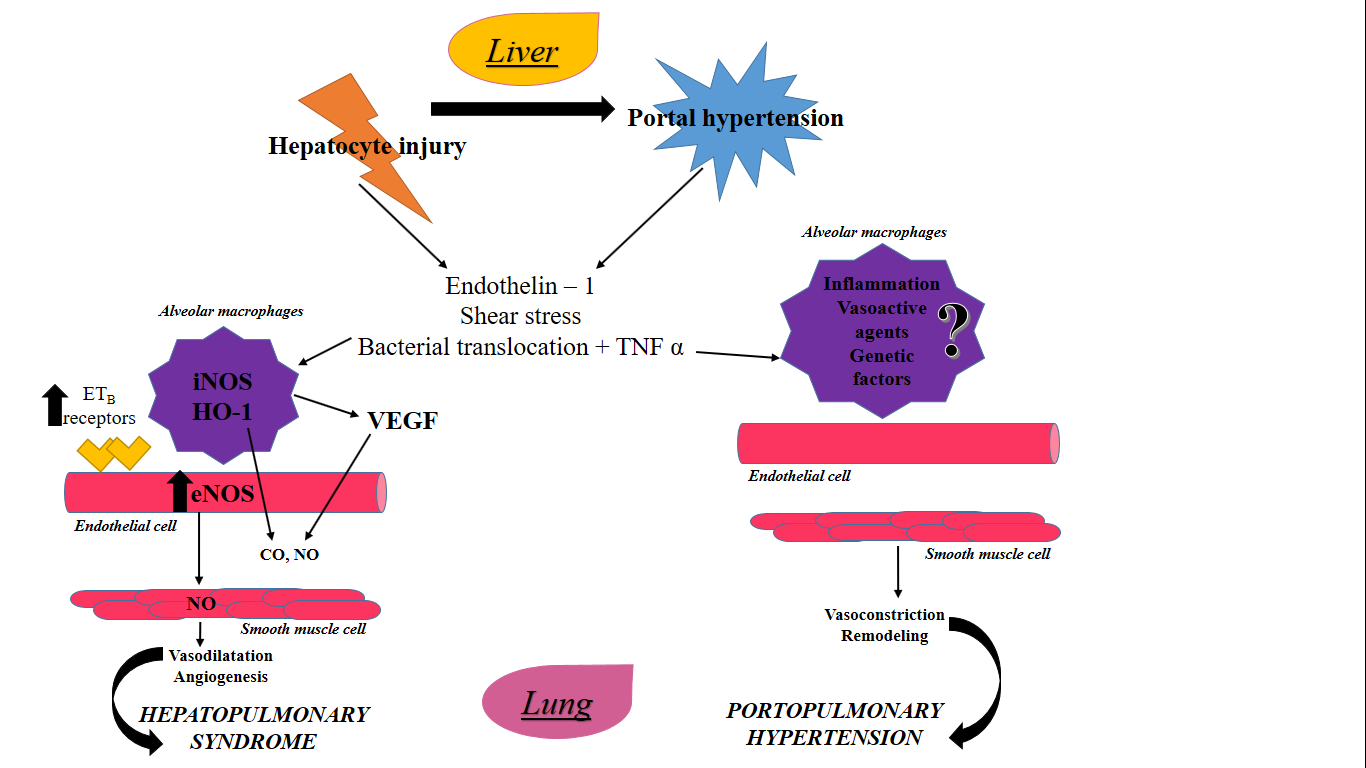 Liver
Hepatocyte injury
Portal hypertension
Endothelin – 1
Shear stress
Bacterial translocation + TNF α
Alveolar macrophages
iNOS
HO-1
ETB
receptors
VEGF
eNOS
Endothelial cell
CO, NO
NO
Smooth muscle cell
Vasodilatation
Angiogenesis
HEPATOPULMONARY
SYNDROME
Alveolar macrophages
Inflammation
Vasoactive
agents
Genetic
factors
?
Endothelial cell
Smooth muscle cell
Vasoconstriction
Remodeling
PORTOPULMONARY
HYPERTENSION
Lung